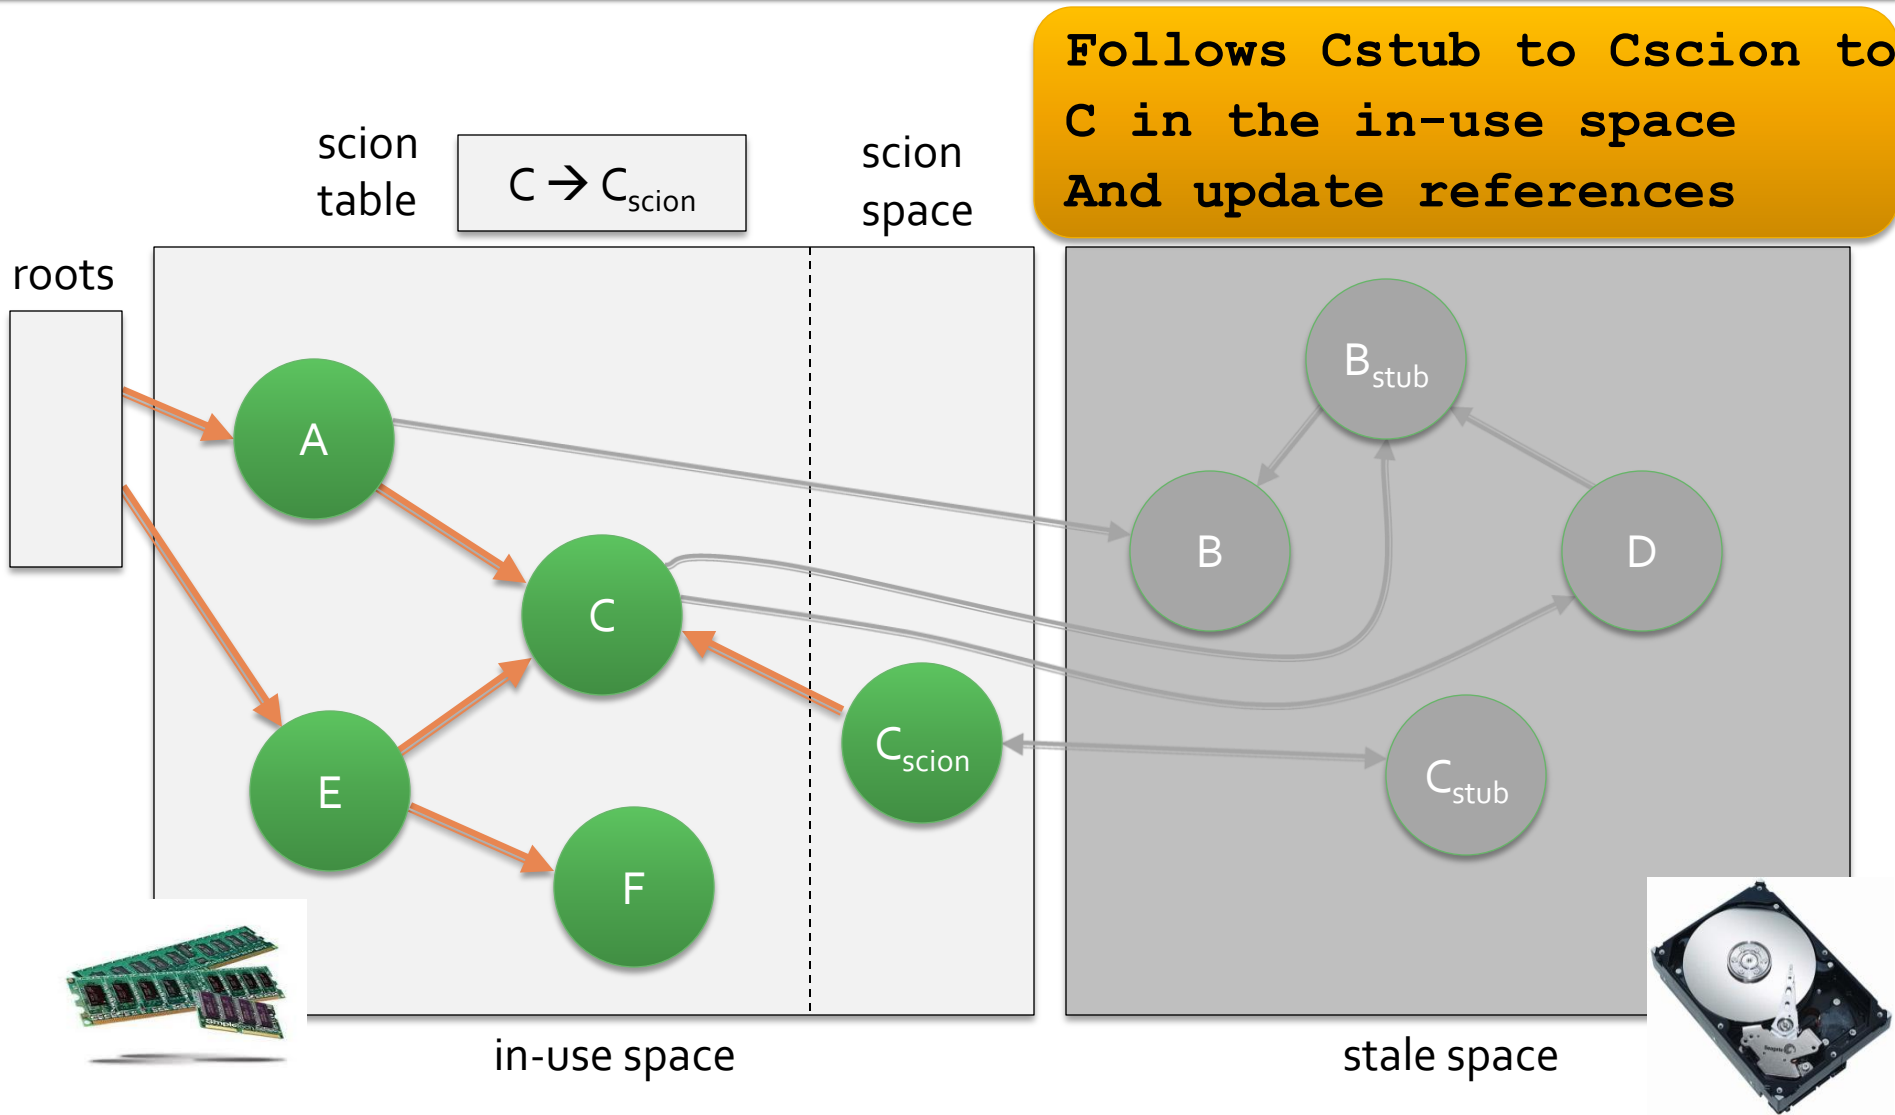 Follows Cstub to Cscion to
C in the in-use space
And update references
scion
table
C → Cscion
scion
space
roots
A
B
C
D
E
F
Bstub
Cscion
Cstub
in-use space
stale space